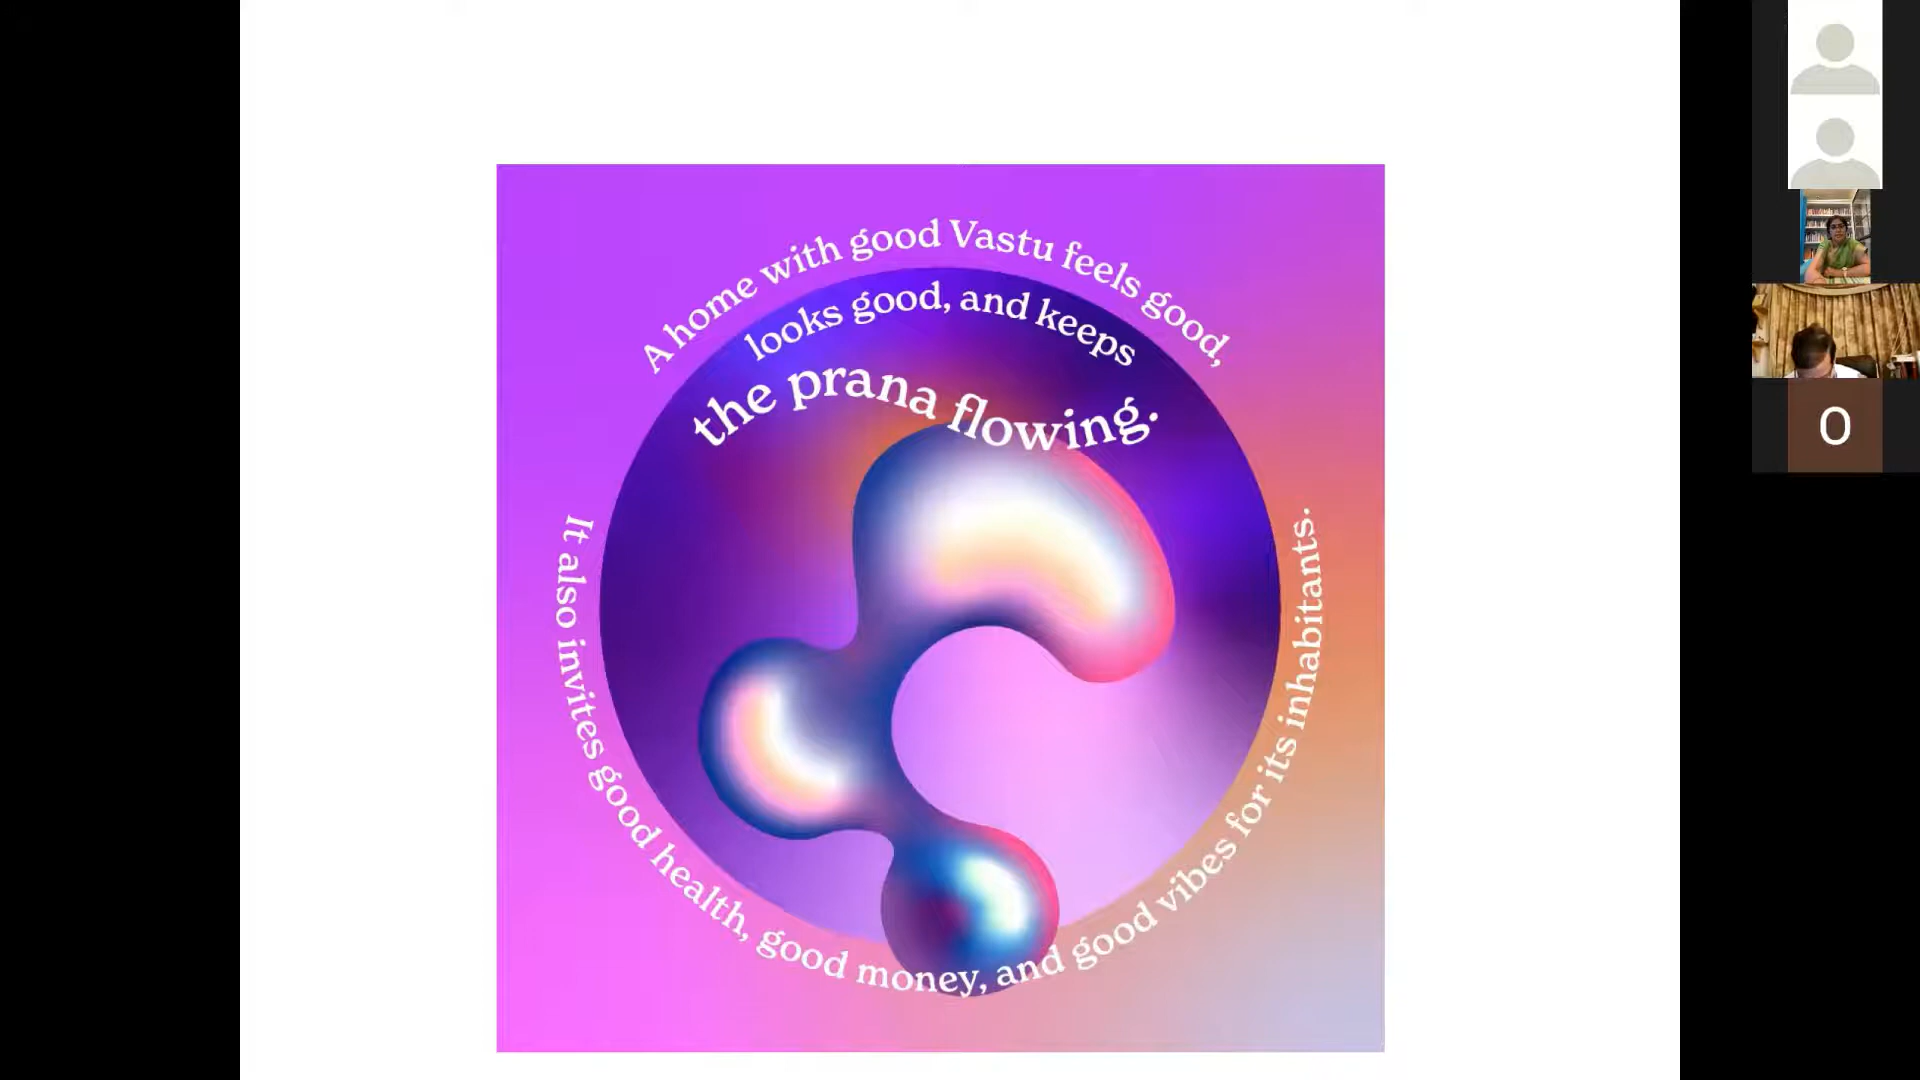 A home with good Vastu feels good,
looks good, and keeps
the prana flowing.
It also invites good health, good money, and good vibes for its inhabitants.
O